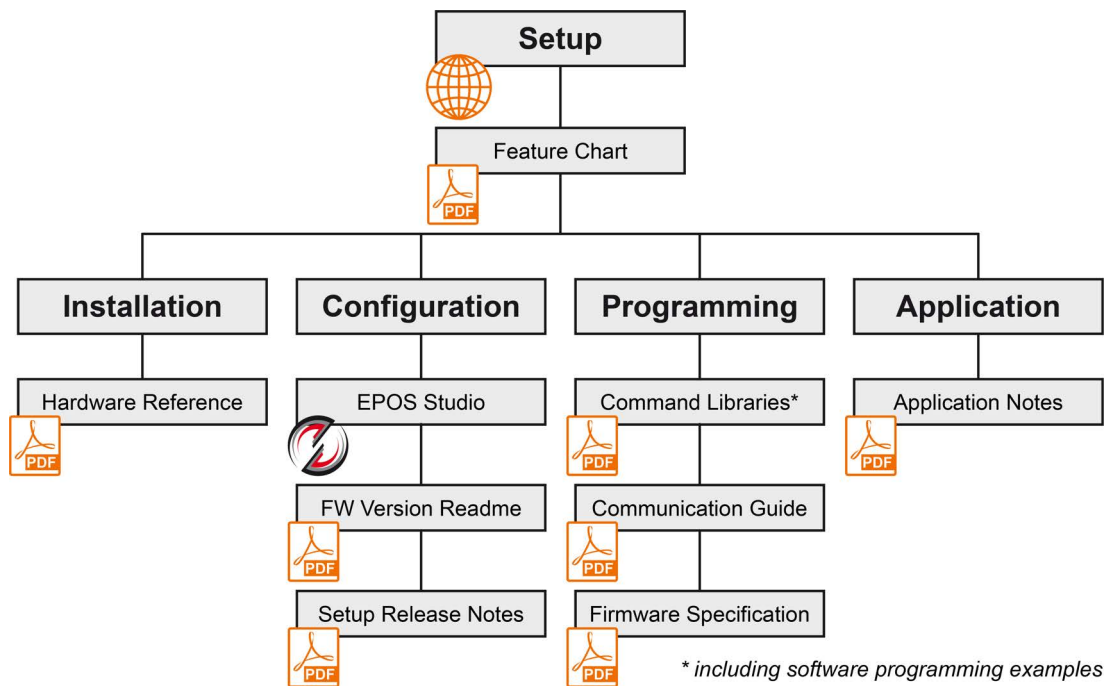 Setup
Feature Chart
PDF
Installation
Configuration
Programming
Application
Hardware Reference
EPOS Studio
Command Libraries*
Application Notes
PDF
PDF
PDF
FW Version Readme
Communication Guide
PDF
PDF
Setup Release Notes
Firmware Specification
PDF
PDF
* including software programming examples